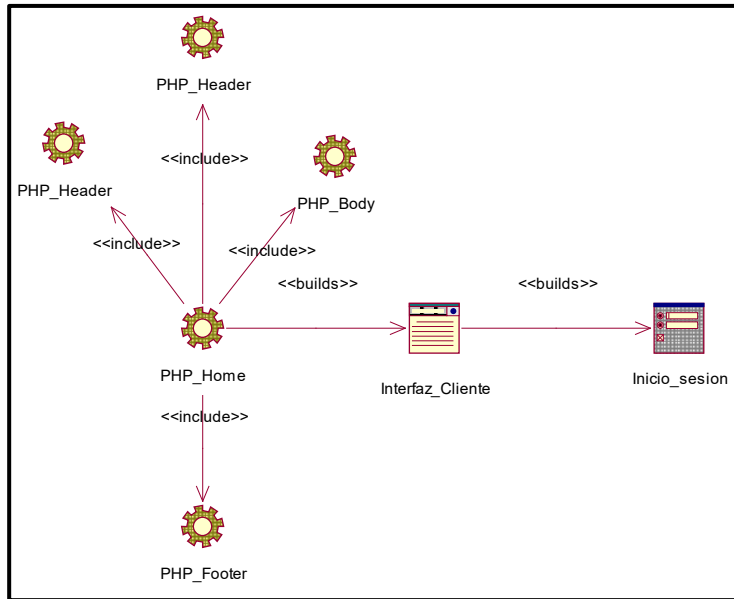 PHP_Header
<<include>>
PHP_Header
PHP_Body
<<include>>
<<include>>
<<builds>>
<<builds>>
PHP_Home
Interfaz_Cliente
Inicio_sesion
<<include>>
PHP_Footer